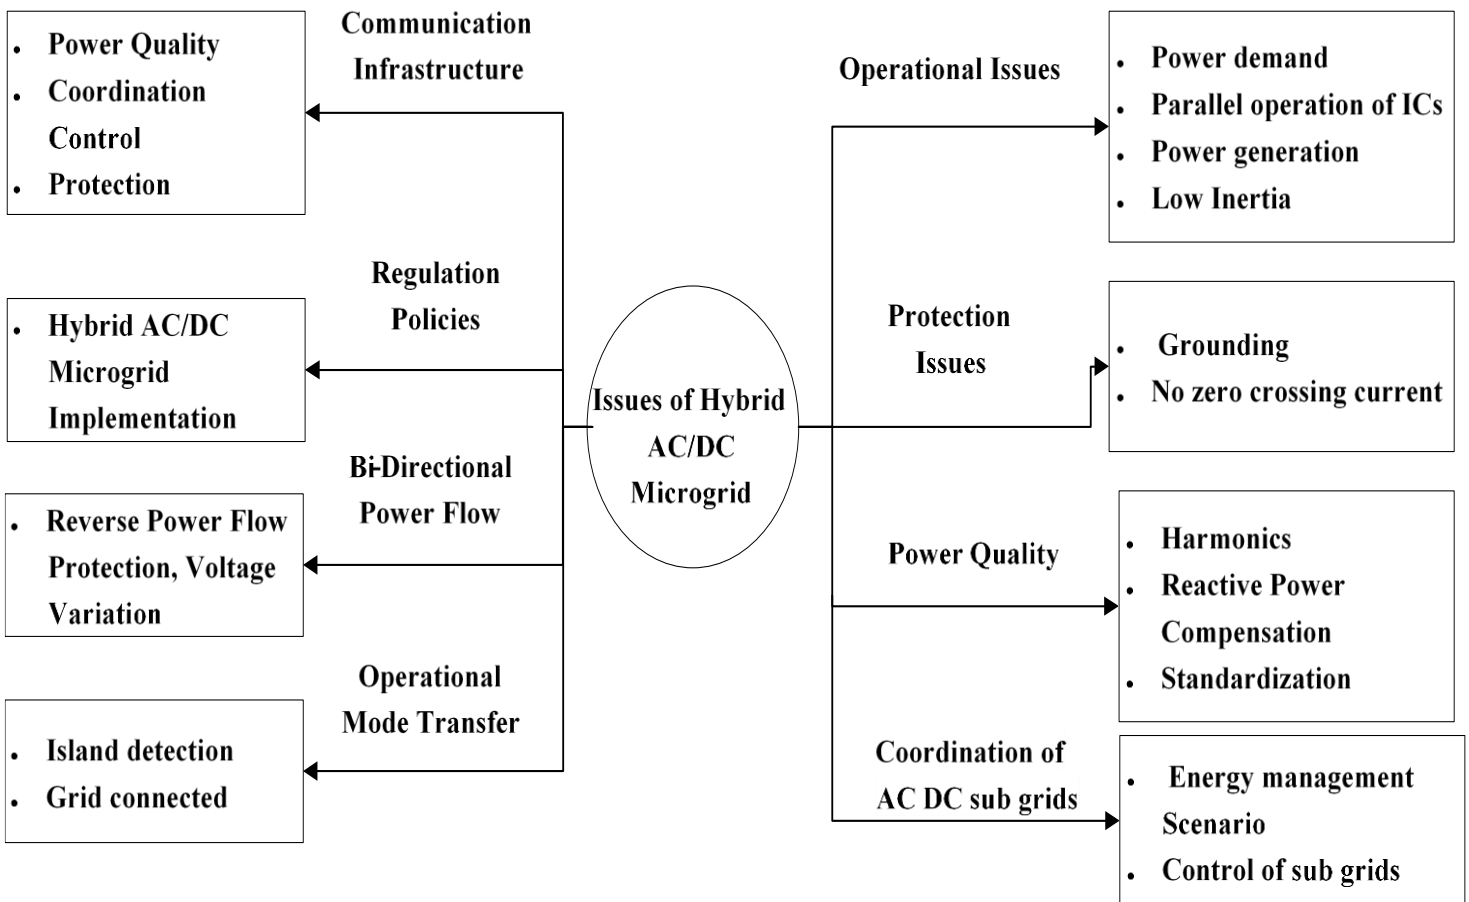 Communication
Infrastructure
• Power Quality
• Coordination
Control
• Protection
Regulation
Policies
• Hybrid AC/DC
Microgrid
Implementation
Bi-Directional
Power Flow
• Reverse Power Flow
Protection, Voltage
Variation
Operational
Mode Transfer
• Island detection
• Grid connected
Issues of Hybrid
AC/DC
Microgrid
Operational Issues
• Power demand
• Parallel operation of ICs
• Power generation
• Low Inertia
Protection
Issues
• Grounding
• No zero crossing current
Power Quality
• Harmonics
• Reactive Power
Compensation
• Standardization
Coordination of
AC DC sub grids
• Energy management
Scenario
• Control of sub grids